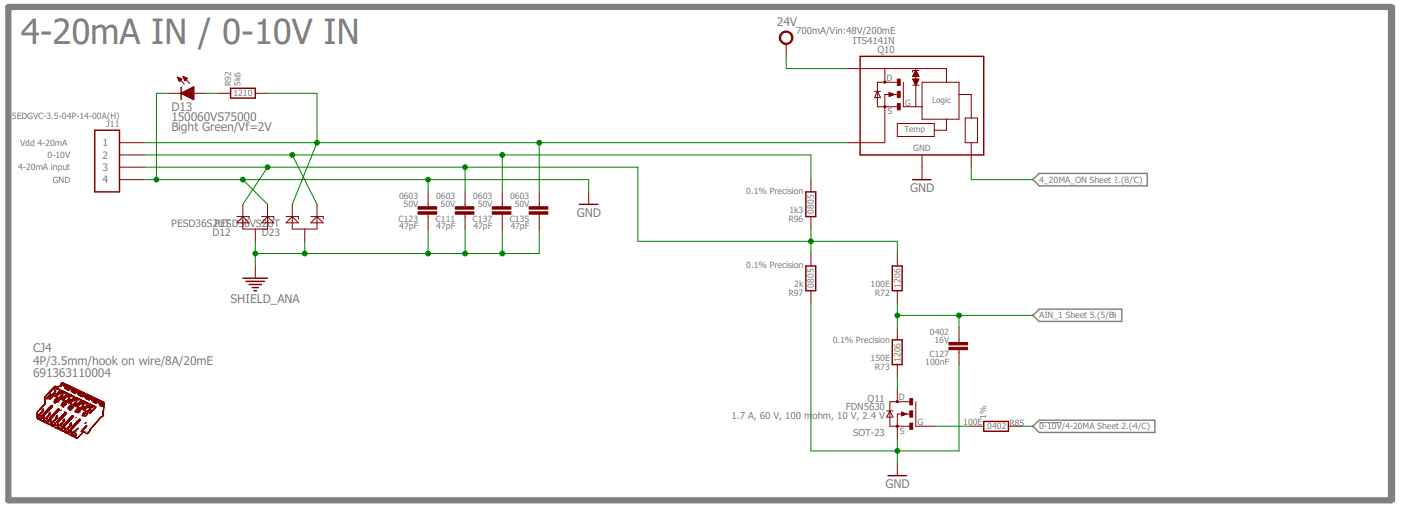 4-20mA IN / 0-10V IN
24V
700mA/Vin:48V/200mE
ITS4141N
Q10
D
G
S
Logic
Temp
GND
GND
4_20MA_ON Sheet 2.(8/C)
R92
5k6
1210
D13
150060VS75000
Bight Green/Vf=2V
5EDGVC-3.5-04P-14-00A(H)
J11
Vdd 4-20mA
1
0-10V
2
4-20mA input
3
GND
4
D12
D23
0603
50V
C123
47pF
0603
50V
C111
47pF
0603
50V
C137
47pF
0603
50V
C135
47pF
GND
SHIELD_ANA
0.1% Precision
0805
1k3
R96
0.1% Precision
0805
2k
R97
100E
1206
R72
AIN_1 Sheet 5.(5/B)
0.1% Precision
150E
1206
R73
0402
16V
C127
100nF
Q11
FDN5630
1.7 A, 60 V, 100 mohm, 10 V, 2.4 V
SOT-23
D
G
S
100E
1%
0402
R85
0-10V/4-20MA Sheet 2.(4/C)
GND
CJ4
4P/3.5mm/hook on wire/8A/20mE
691363110004